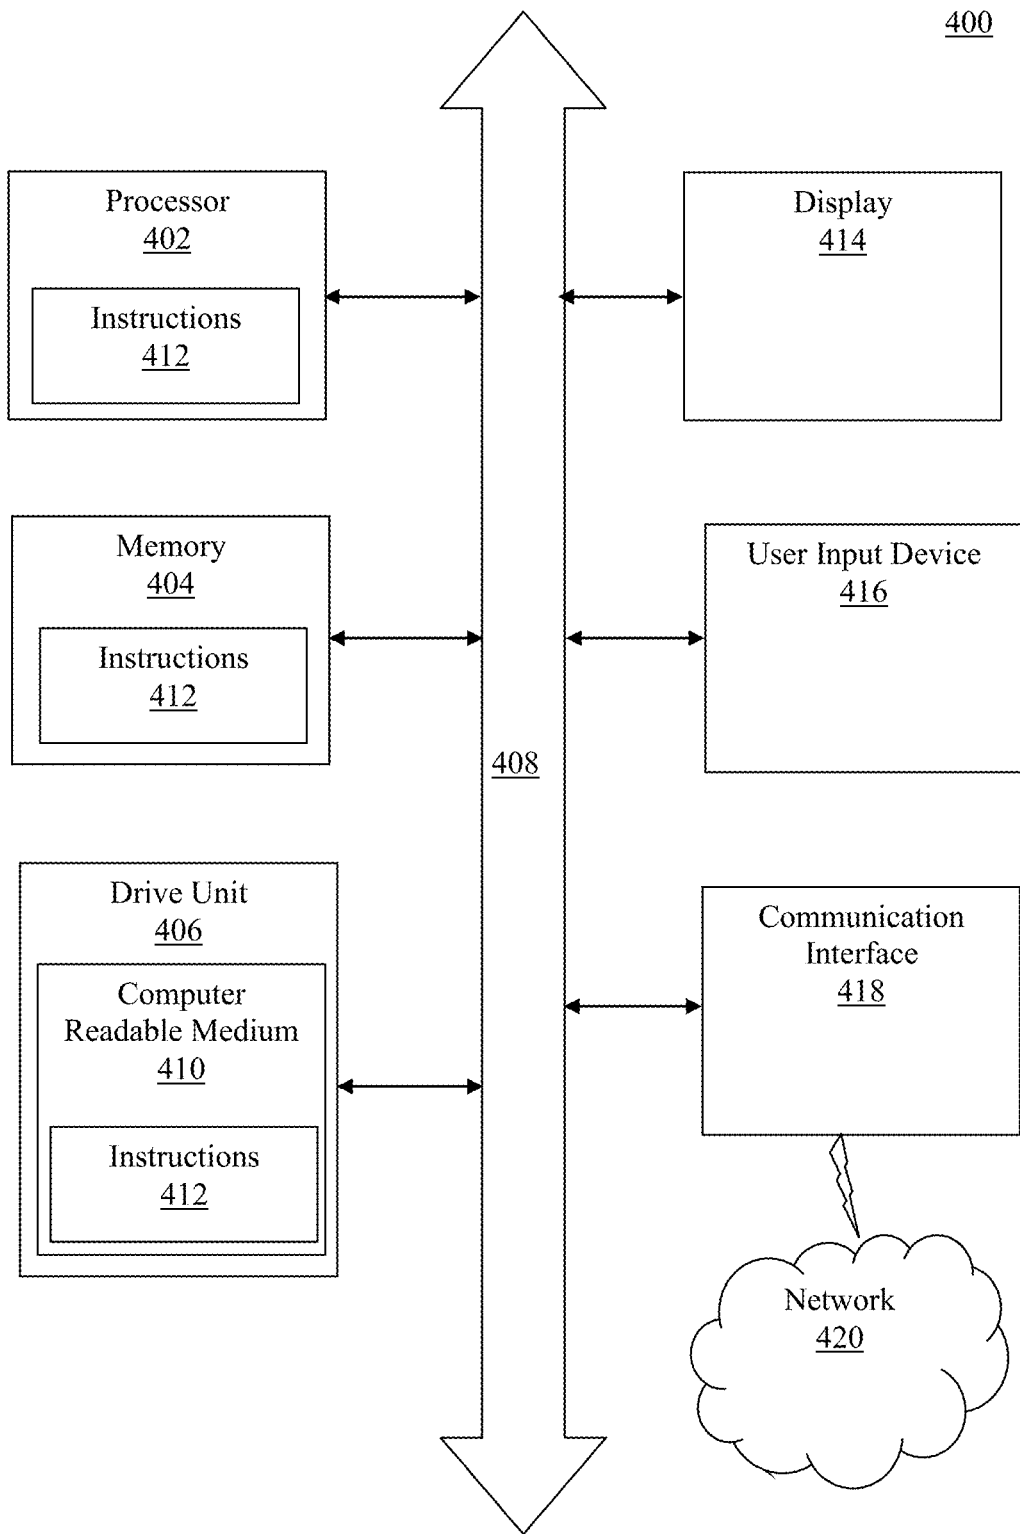 400
Processor
402
Instructions
412
Display
414
Memory
404
Instructions
412
User Input Device
416
408
Drive Unit
406
Computer
Readable Medium
410
Instructions
412
Communication
Interface
418
Network
420